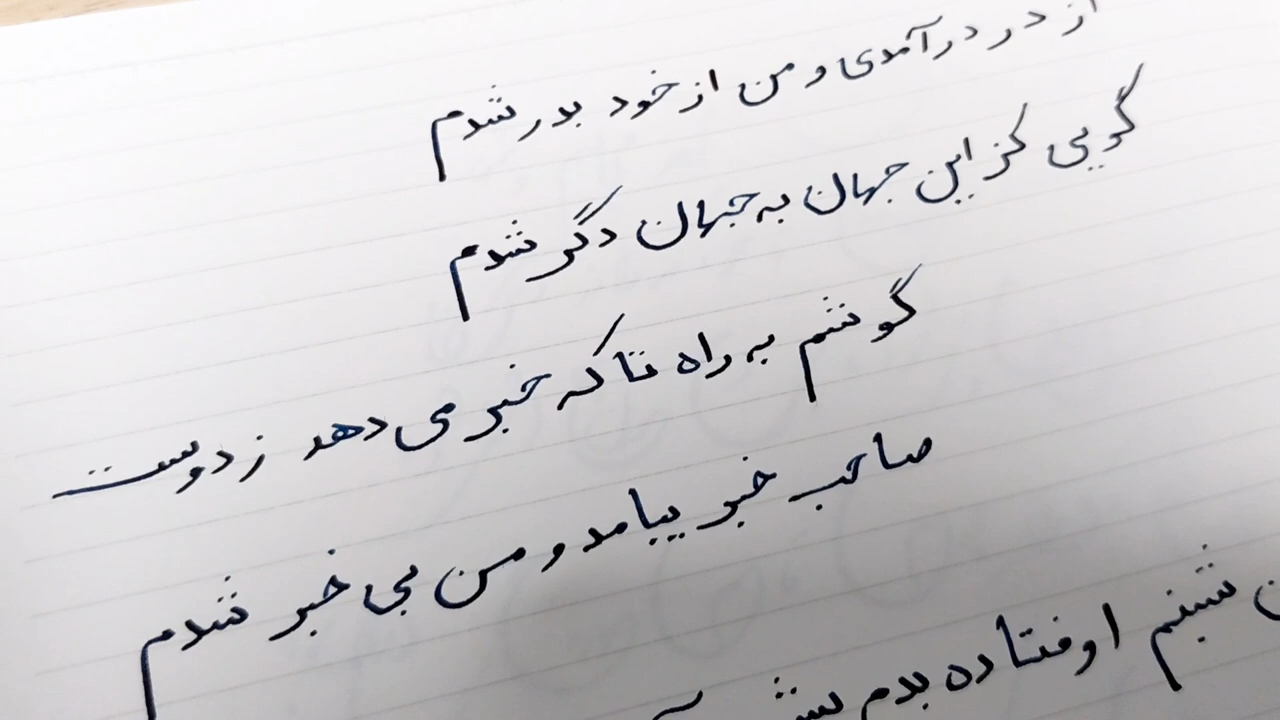 از در درآمدی و من از خود بدر شدم
گویی کز این جهان به جهان دگر شدم
گوشم به راه تا که خبر می دهد ز دوست
صاحب خبر بیامد و من بی خبر شدم
شبنم اوفتاده بدم